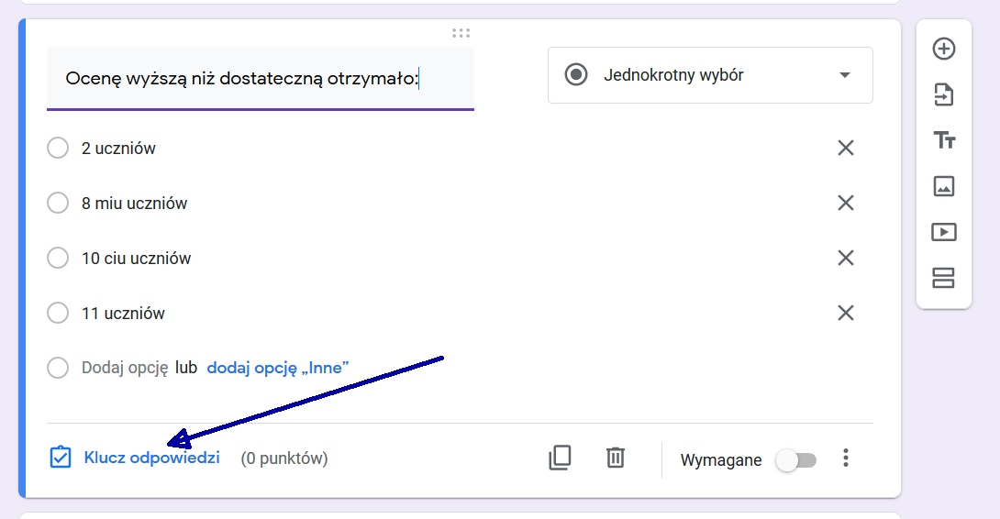 Ocenę wyższą niż dostateczną otrzymało:
Jednokrotny wybór
2 uczniów
8 miu uczniów
10 ciu uczniów
11 uczniów
Dodaj opcję lub dodaj opcję „Inne”
Klucz odpowiedzi (0 punktów)
Wymagane